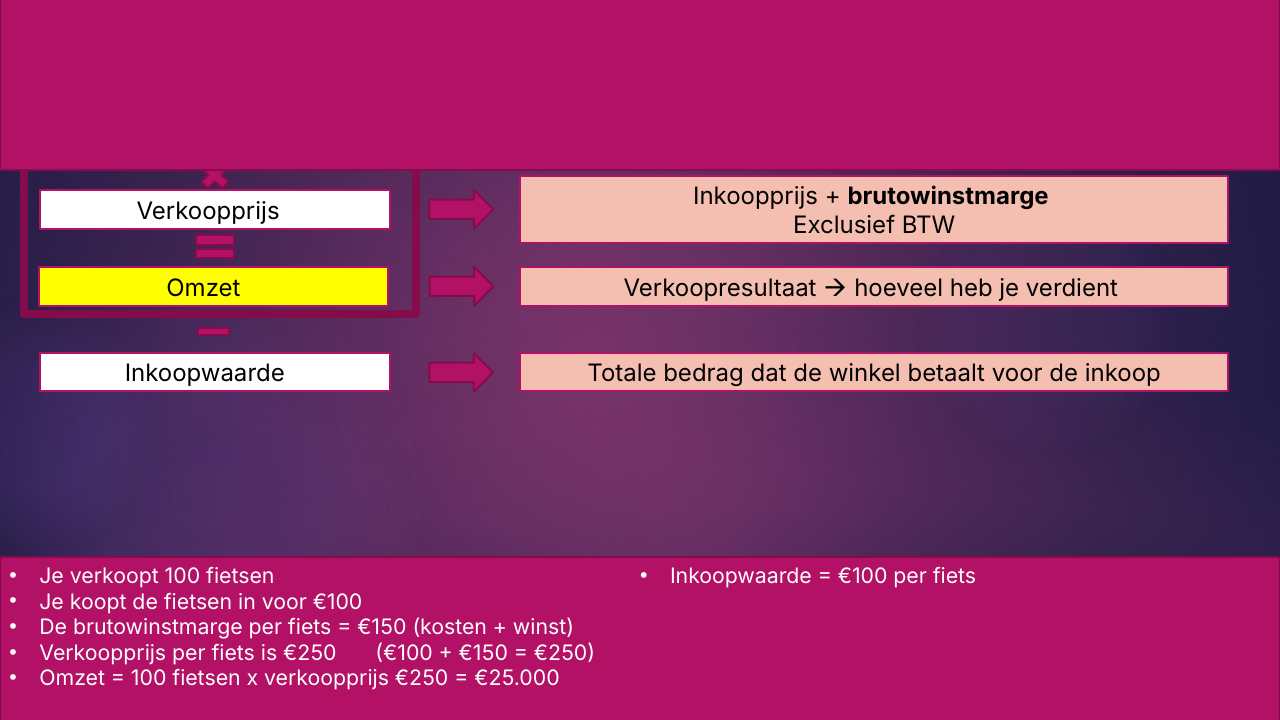 Verkoopprijs
Inkoopprijs + brutowinstmarge
Exclusief BTW
Omzet
Verkoopresultaat → hoeveel heb je verdient
Inkoopwaarde
Totale bedrag dat de winkel betaalt voor de inkoop
• Je verkoopt 100 fietsen
• Je koopt de fietsen in voor €100
• De brutowinstmarge per fiets = €150 (kosten + winst)
• Verkoopprijs per fiets is €250 (€100 + €150 = €250)
• Omzet = 100 fietsen x verkoopprijs €250 = €25.000
• Inkoopwaarde = €100 per fiets